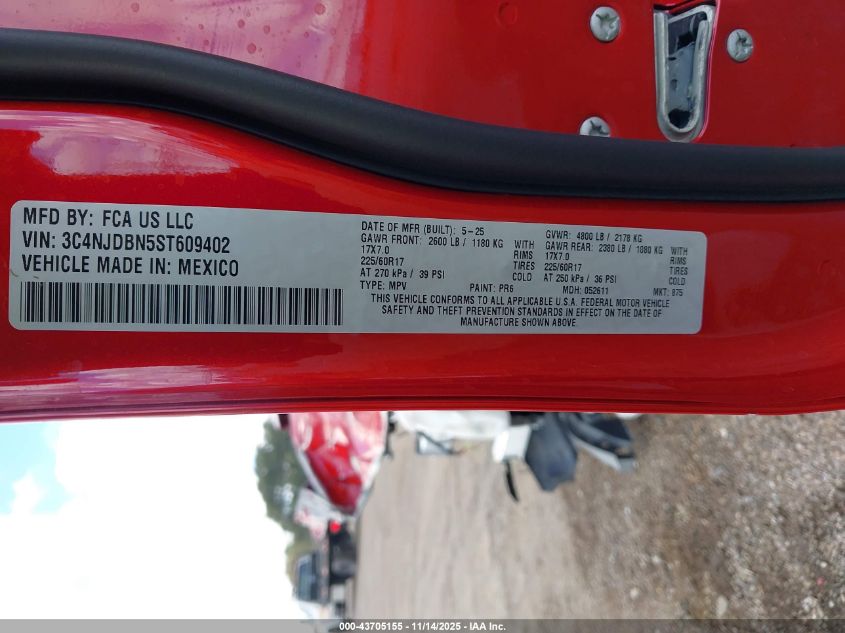 MFD BY: FCA US LLC
VIN: 3C4NJDBN5ST609402
VEHICLE MADE IN: MEXICO
DATE OF MFR (BUILT): 5-25
GAWR FRONT: 2600 LB / 1180 KG WITH
17X7.0 RIMS
225/60R17 TIRES
AT 270 kPa / 39 PSI COLD
GVWR: 4800 LB / 2178 KG
GAWR REAR: 2380 LB / 1080 KG WITH
17X7.0 RIMS
225/60R17 TIRES
AT 250 kPa / 36 PSI COLD
TYPE: MPV PAINT: PR6 MDH: 052611 MKT: 875
THIS VEHICLE CONFORMS TO ALL APPLICABLE U.S.A. FEDERAL MOTOR VEHICLE
SAFETY AND THEFT PREVENTION STANDARDS IN EFFECT ON THE DATE OF
MANUFACTURE SHOWN ABOVE.
000-43705155 - 11/14/2025 - IAA Inc.